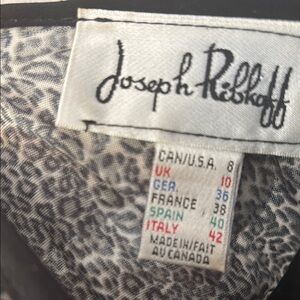 Joseph Ribkoff
CAN/U.S.A. 8
UK 10
GER. 36
FRANCE 38
SPAIN 40
ITALY 42
MADE IN/FAIT
AU CANADA